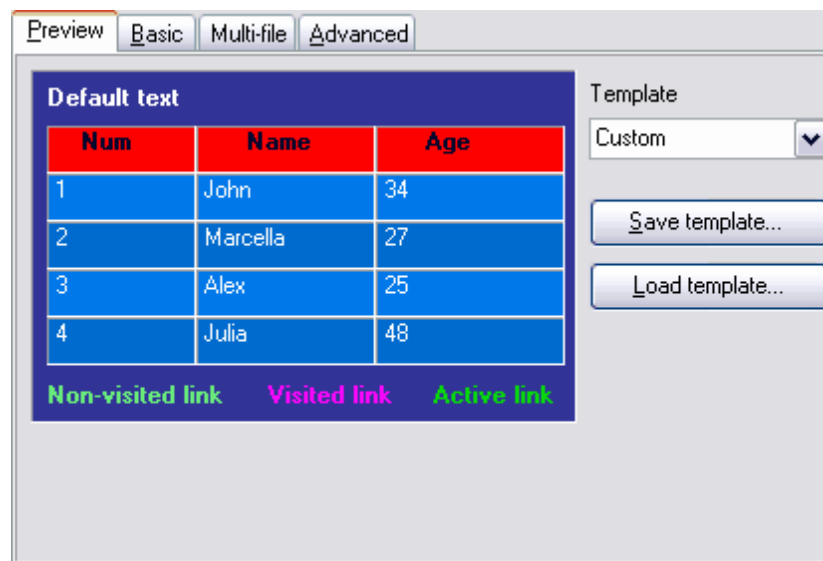 Preview Basic Multi-file Advanced
Default text
Num Name Age
1 John 34
2 Marcella 27
3 Alex 25
4 Julia 48
Non-visited link Visited link Active link
Template
Custom
Save template...
Load template...